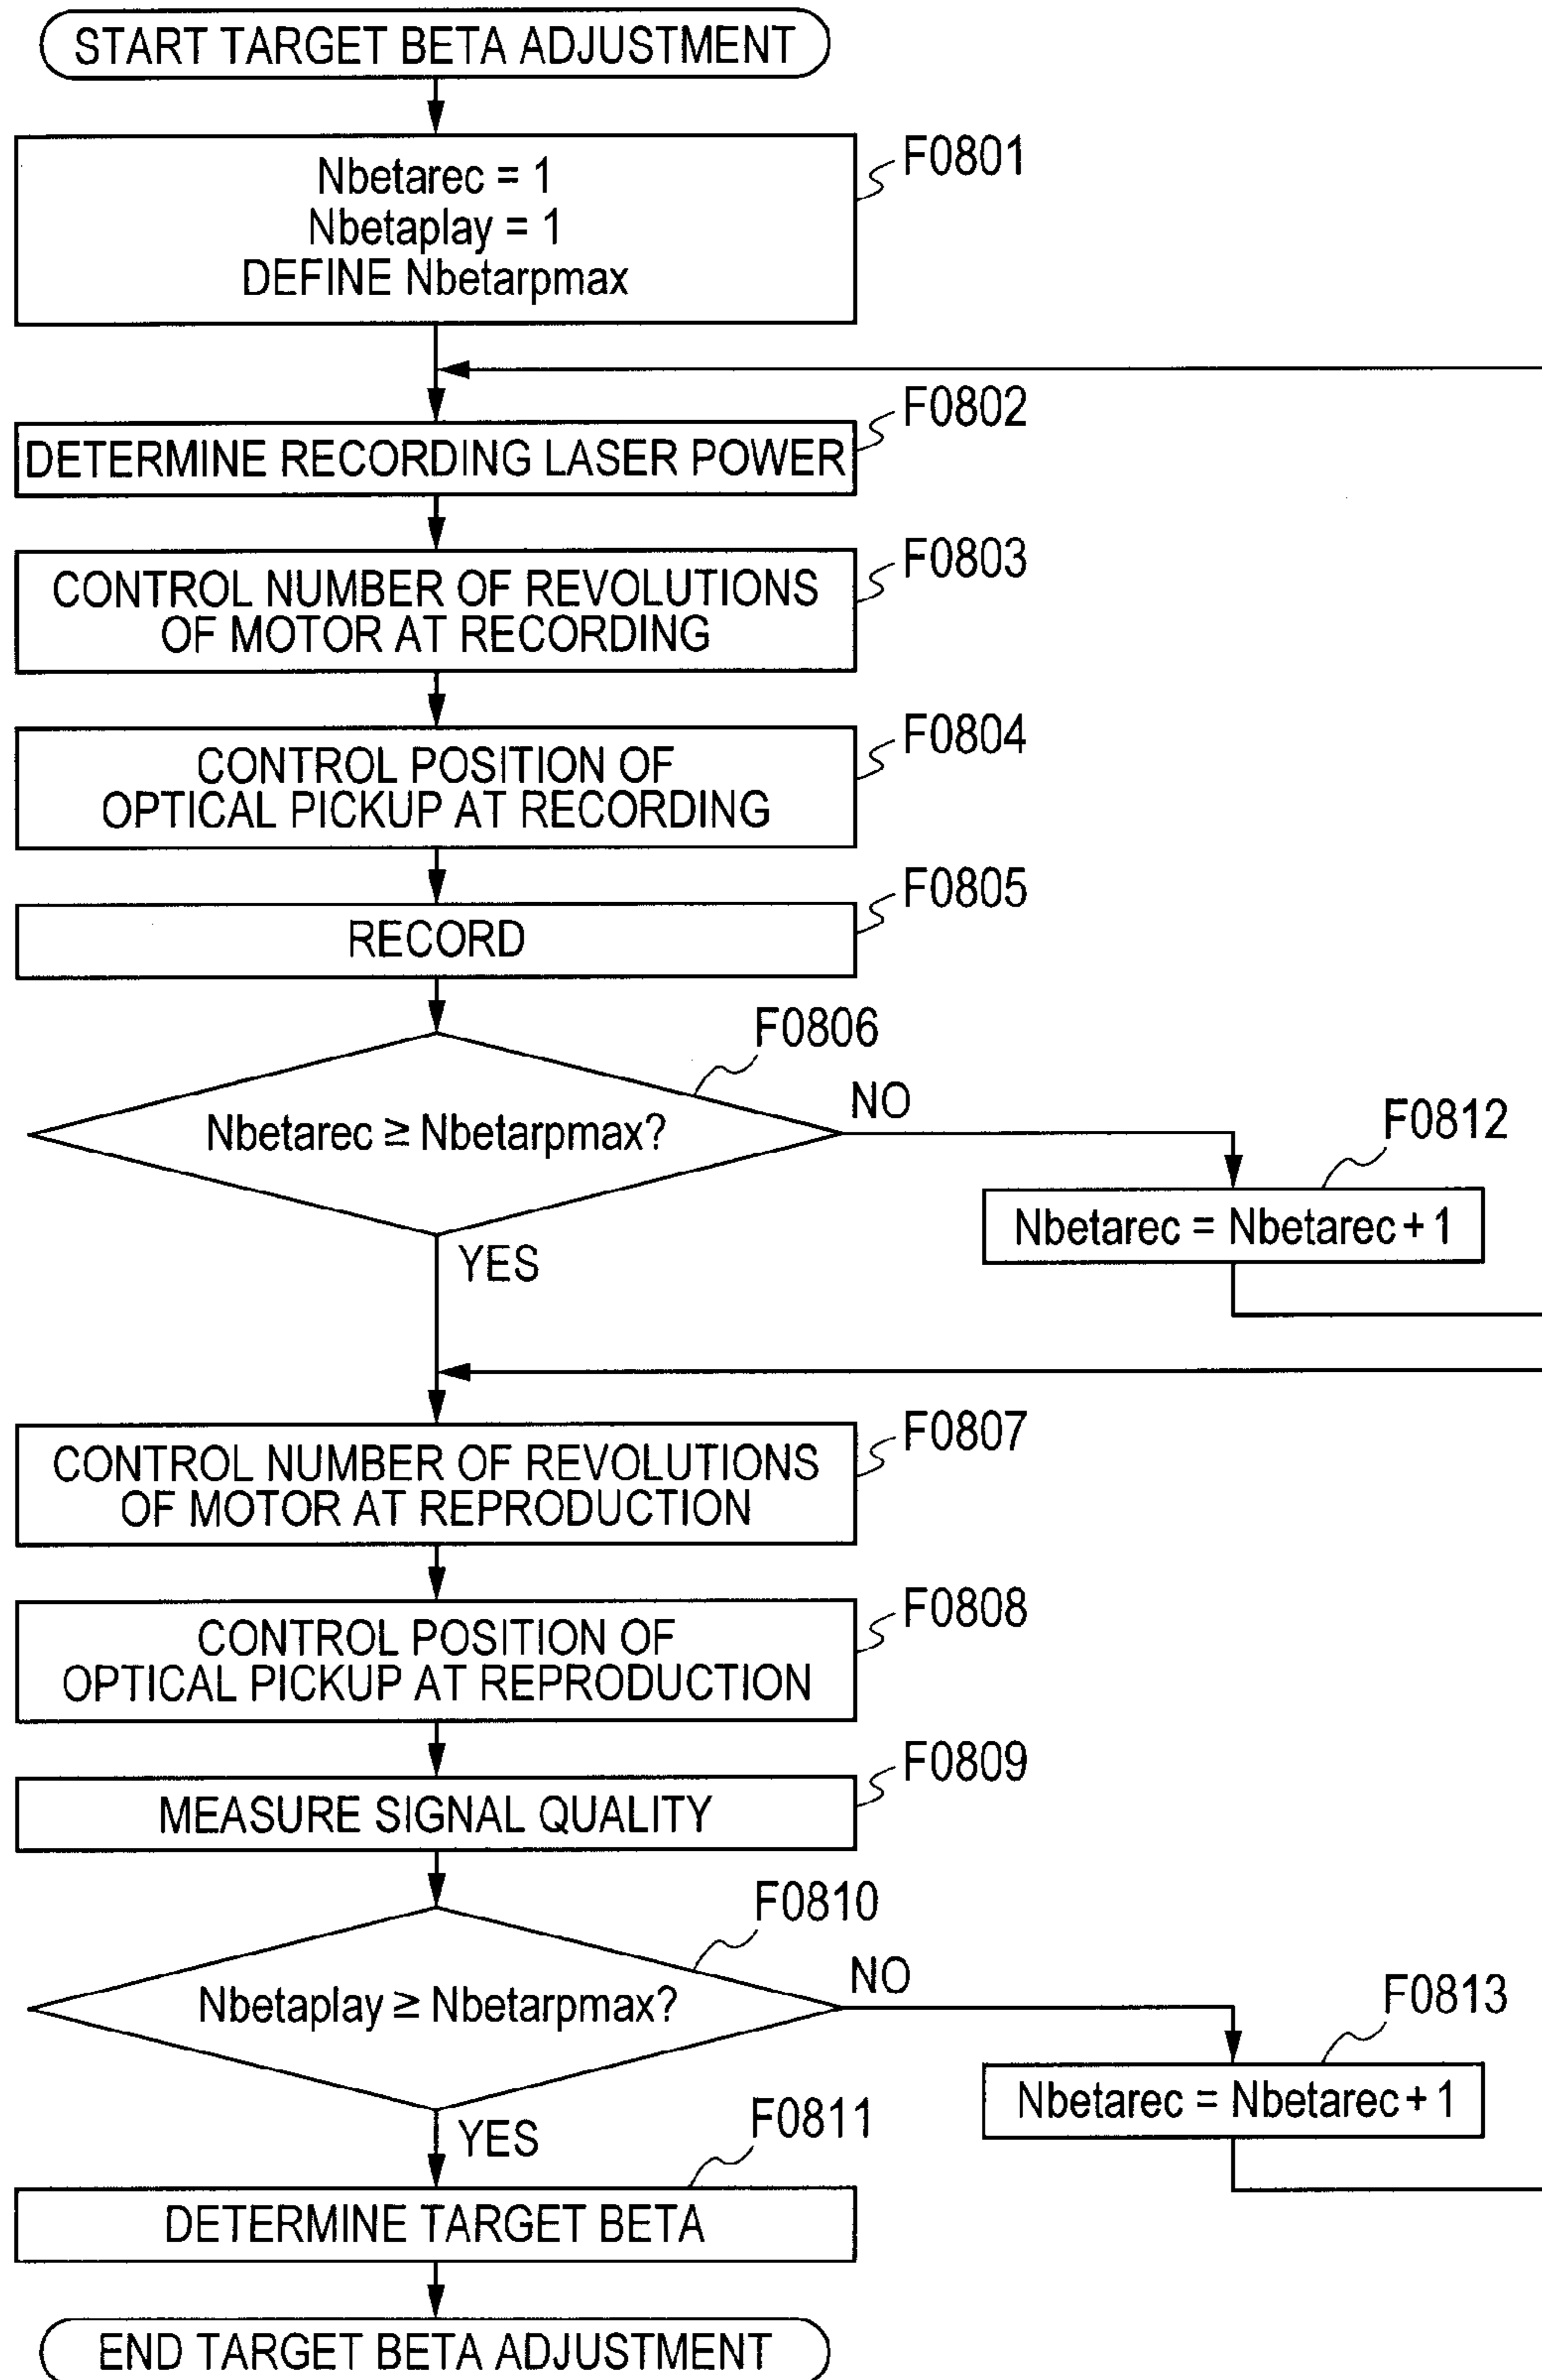 START TARGET BETA ADJUSTMENT
F0801
Nbetarec = 1
Nbetaplay = 1
DEFINE Nbetarpmax
F0802
DETERMINE RECORDING LASER POWER
F0803
CONTROL NUMBER OF REVOLUTIONS
OF MOTOR AT RECORDING
F0804
CONTROL POSITION OF
OPTICAL PICKUP AT RECORDING
F0805
RECORD
F0806
Nbetarec ≥ Nbetarpmax?
NO
F0812
Nbetarec = Nbetarec + 1
YES
F0807
CONTROL NUMBER OF REVOLUTIONS
OF MOTOR AT REPRODUCTION
F0808
CONTROL POSITION OF
OPTICAL PICKUP AT REPRODUCTION
F0809
MEASURE SIGNAL QUALITY
F0810
Nbetaplay ≥ Nbetarpmax?
NO
F0813
Nbetarec = Nbetarec + 1
YES
F0811
DETERMINE TARGET BETA
END TARGET BETA ADJUSTMENT